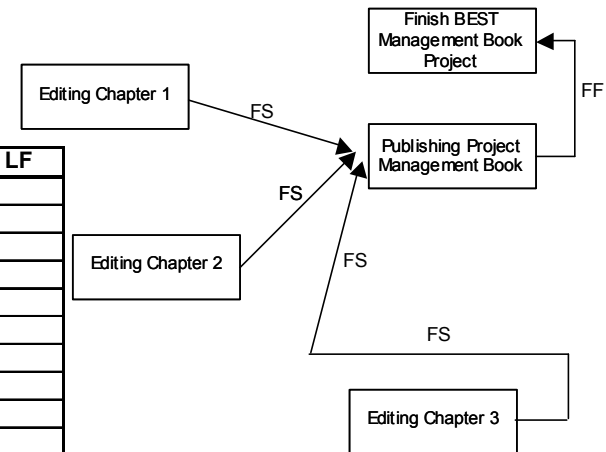 Finish BEST
Management Book
Project
Editing Chapter 1
FS
FF
Publishing Project
Management Book
LF
FS
Editing Chapter 2
FS
FS
Editing Chapter 3